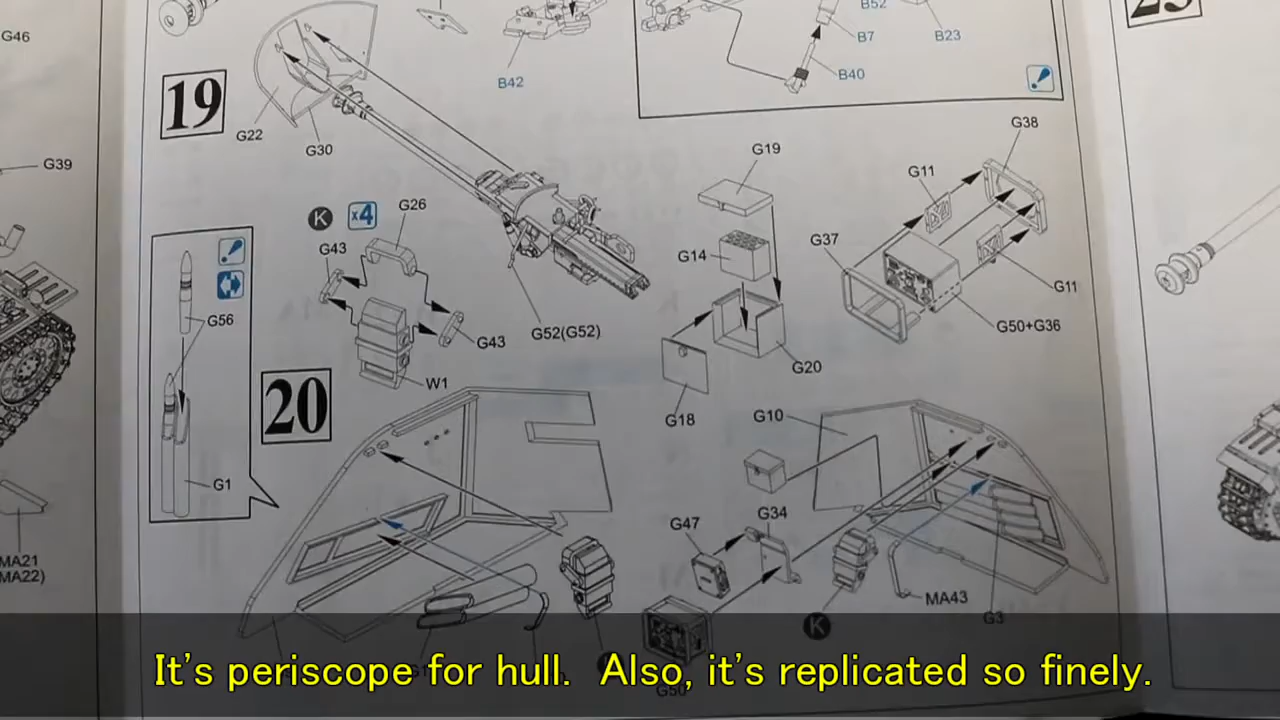 G46
B52
B7
B23
B42
B40
19
G22
G30
G39
G38
G19
G11
K
x4
G26
G43
G14
G37
G56
G11
G52(G52)
G50+G36
G43
G20
W1
20
G18
G10
G1
G47
G34
MA21
MA22)
MA43
G3
K
It's periscope for hull. Also, it's replicated so finely.
G50